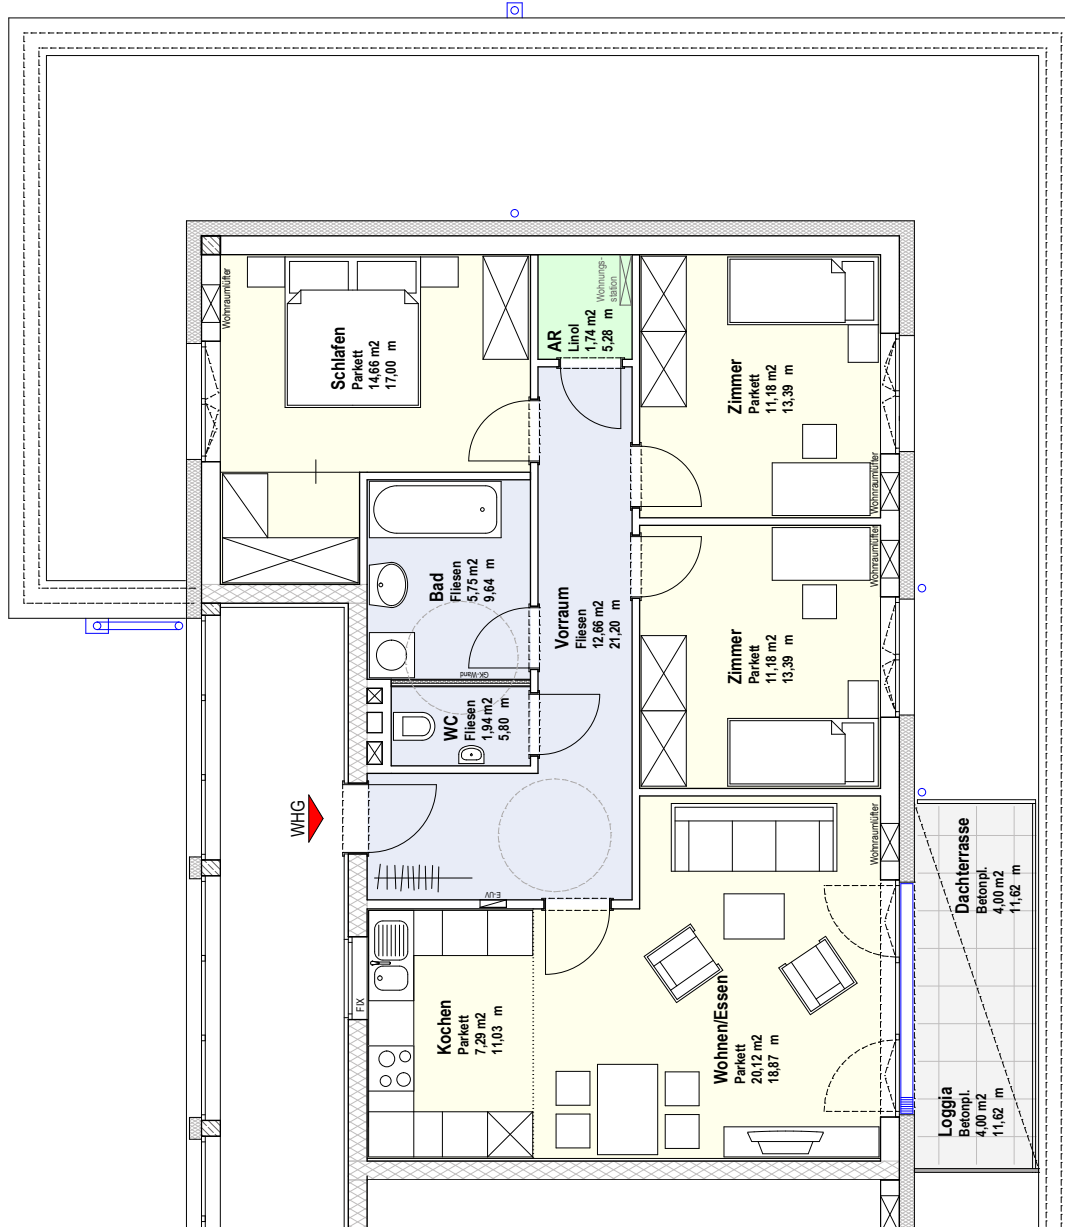 Wohnraumlüfter
Schlafen
Parkett
14,66 m2
17,00 m
AR
Linol
1,74 m2
5,28 m
Wohnungs-
station
Zimmer
Parkett
11,18 m2
13,39 m
Wohnraumlüfter
Bad
Fliesen
5,75 m2
9,64 m
GK-Wand
Vorraum
Fliesen
12,66 m2
21,20 m
Zimmer
Parkett
11,18 m2
13,39 m
Wohnraumlüfter
WC
Fliesen
1,94 m2
5,80 m
WHG
E-UV
Wohnraumlüfter
Kochen
Parkett
7,29 m2
11,03 m
FIX
Wohnen/Essen
Parkett
20,12 m2
18,87 m
Dachterrasse
Betonpl.
4,00 m2
11,62 m
Loggia
Betonpl.
4,00 m2
11,62 m